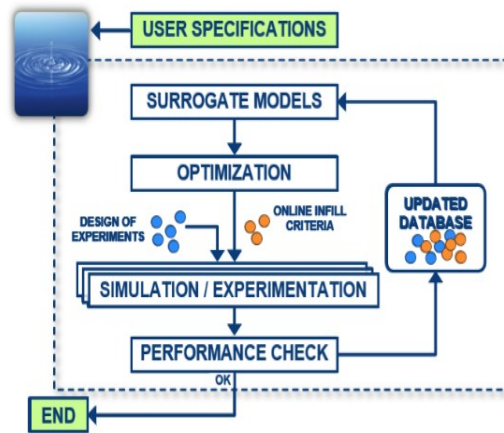 USER SPECIFICATIONS
SURROGATE MODELS
OPTIMIZATION
DESIGN OF
EXPERIMENTS
ONLINE INFILL
CRITERIA
UPDATED
DATABASE
SIMULATION / EXPERIMENTATION
PERFORMANCE CHECK
OK
END